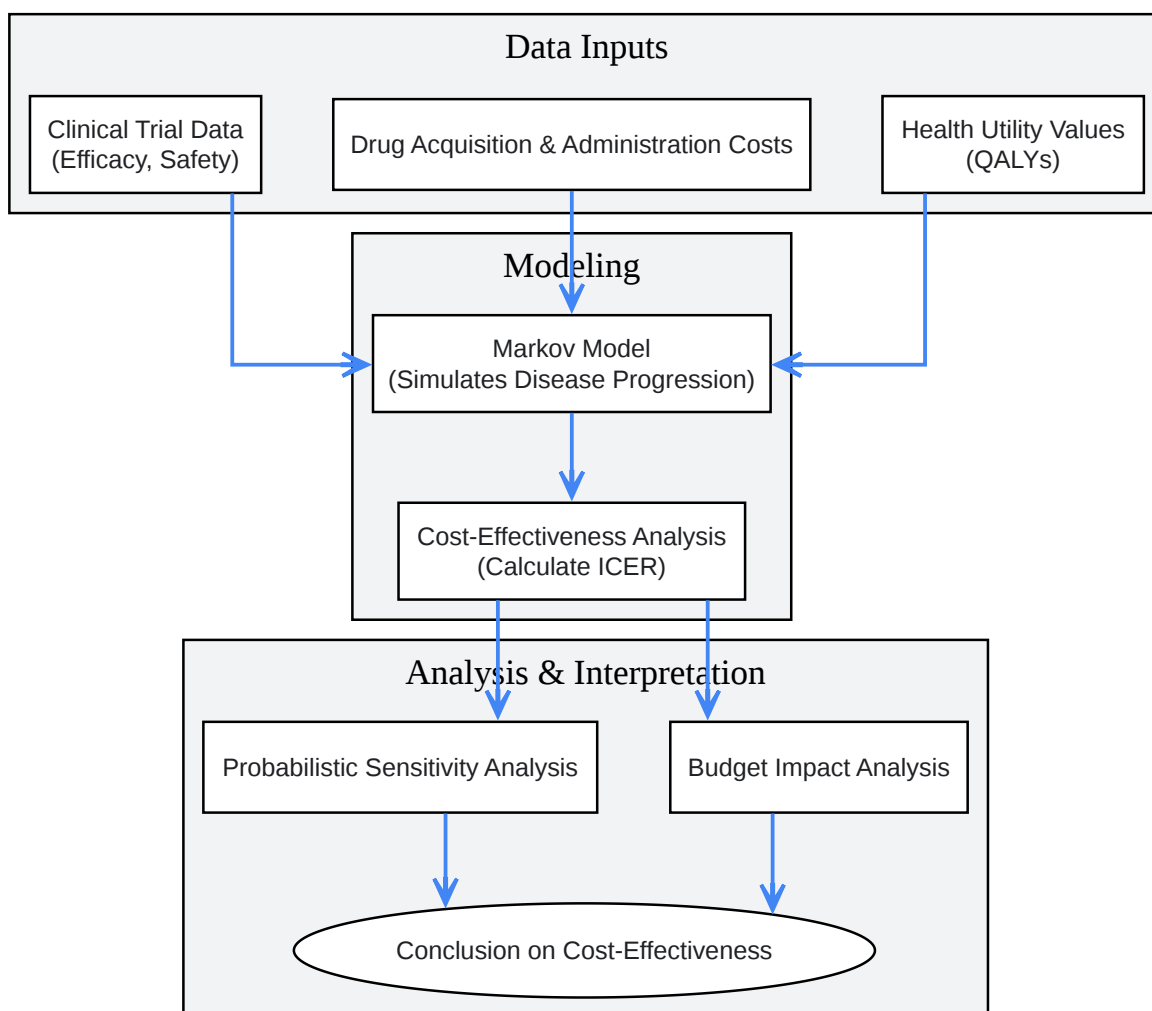 Data Inputs
Clinical Trial Data
(Efficacy, Safety)
Drug Acquisition & Administration Costs
Health Utility Values
(QALYs)
Modeling
Markov Model
(Simulates Disease Progression)
Cost-Effectiveness Analysis
(Calculate ICER)
Analysis & Interpretation
Probabilistic Sensitivity Analysis
Budget Impact Analysis
Conclusion on Cost-Effectiveness